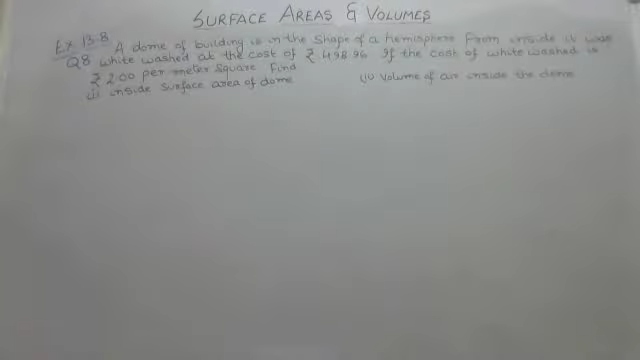 SURFACE AREAS & VOLUMES
Ex 13.8 A dome of building is in the shape of a hemisphere From inside it was
Q8 white washed at the cost of ₹ 498.96 If the cost of white washed is
₹ 2.00 per meter square Find
(i) inside surface area of dome (ii) volume of air inside the dome